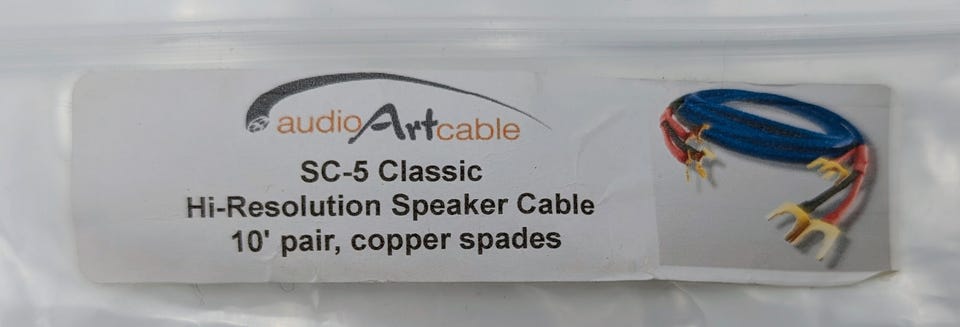 audioArtcable
SC-5 Classic
Hi-Resolution Speaker Cable
10' pair, copper spades